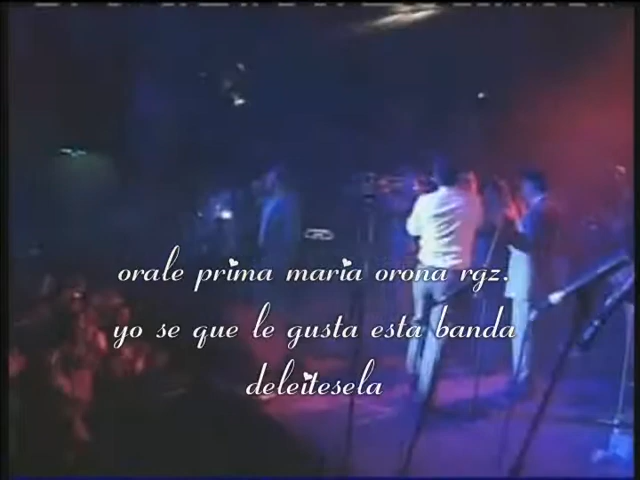 orale prima maria orona rgz.
yo se que le gusta esta banda
deleitesela